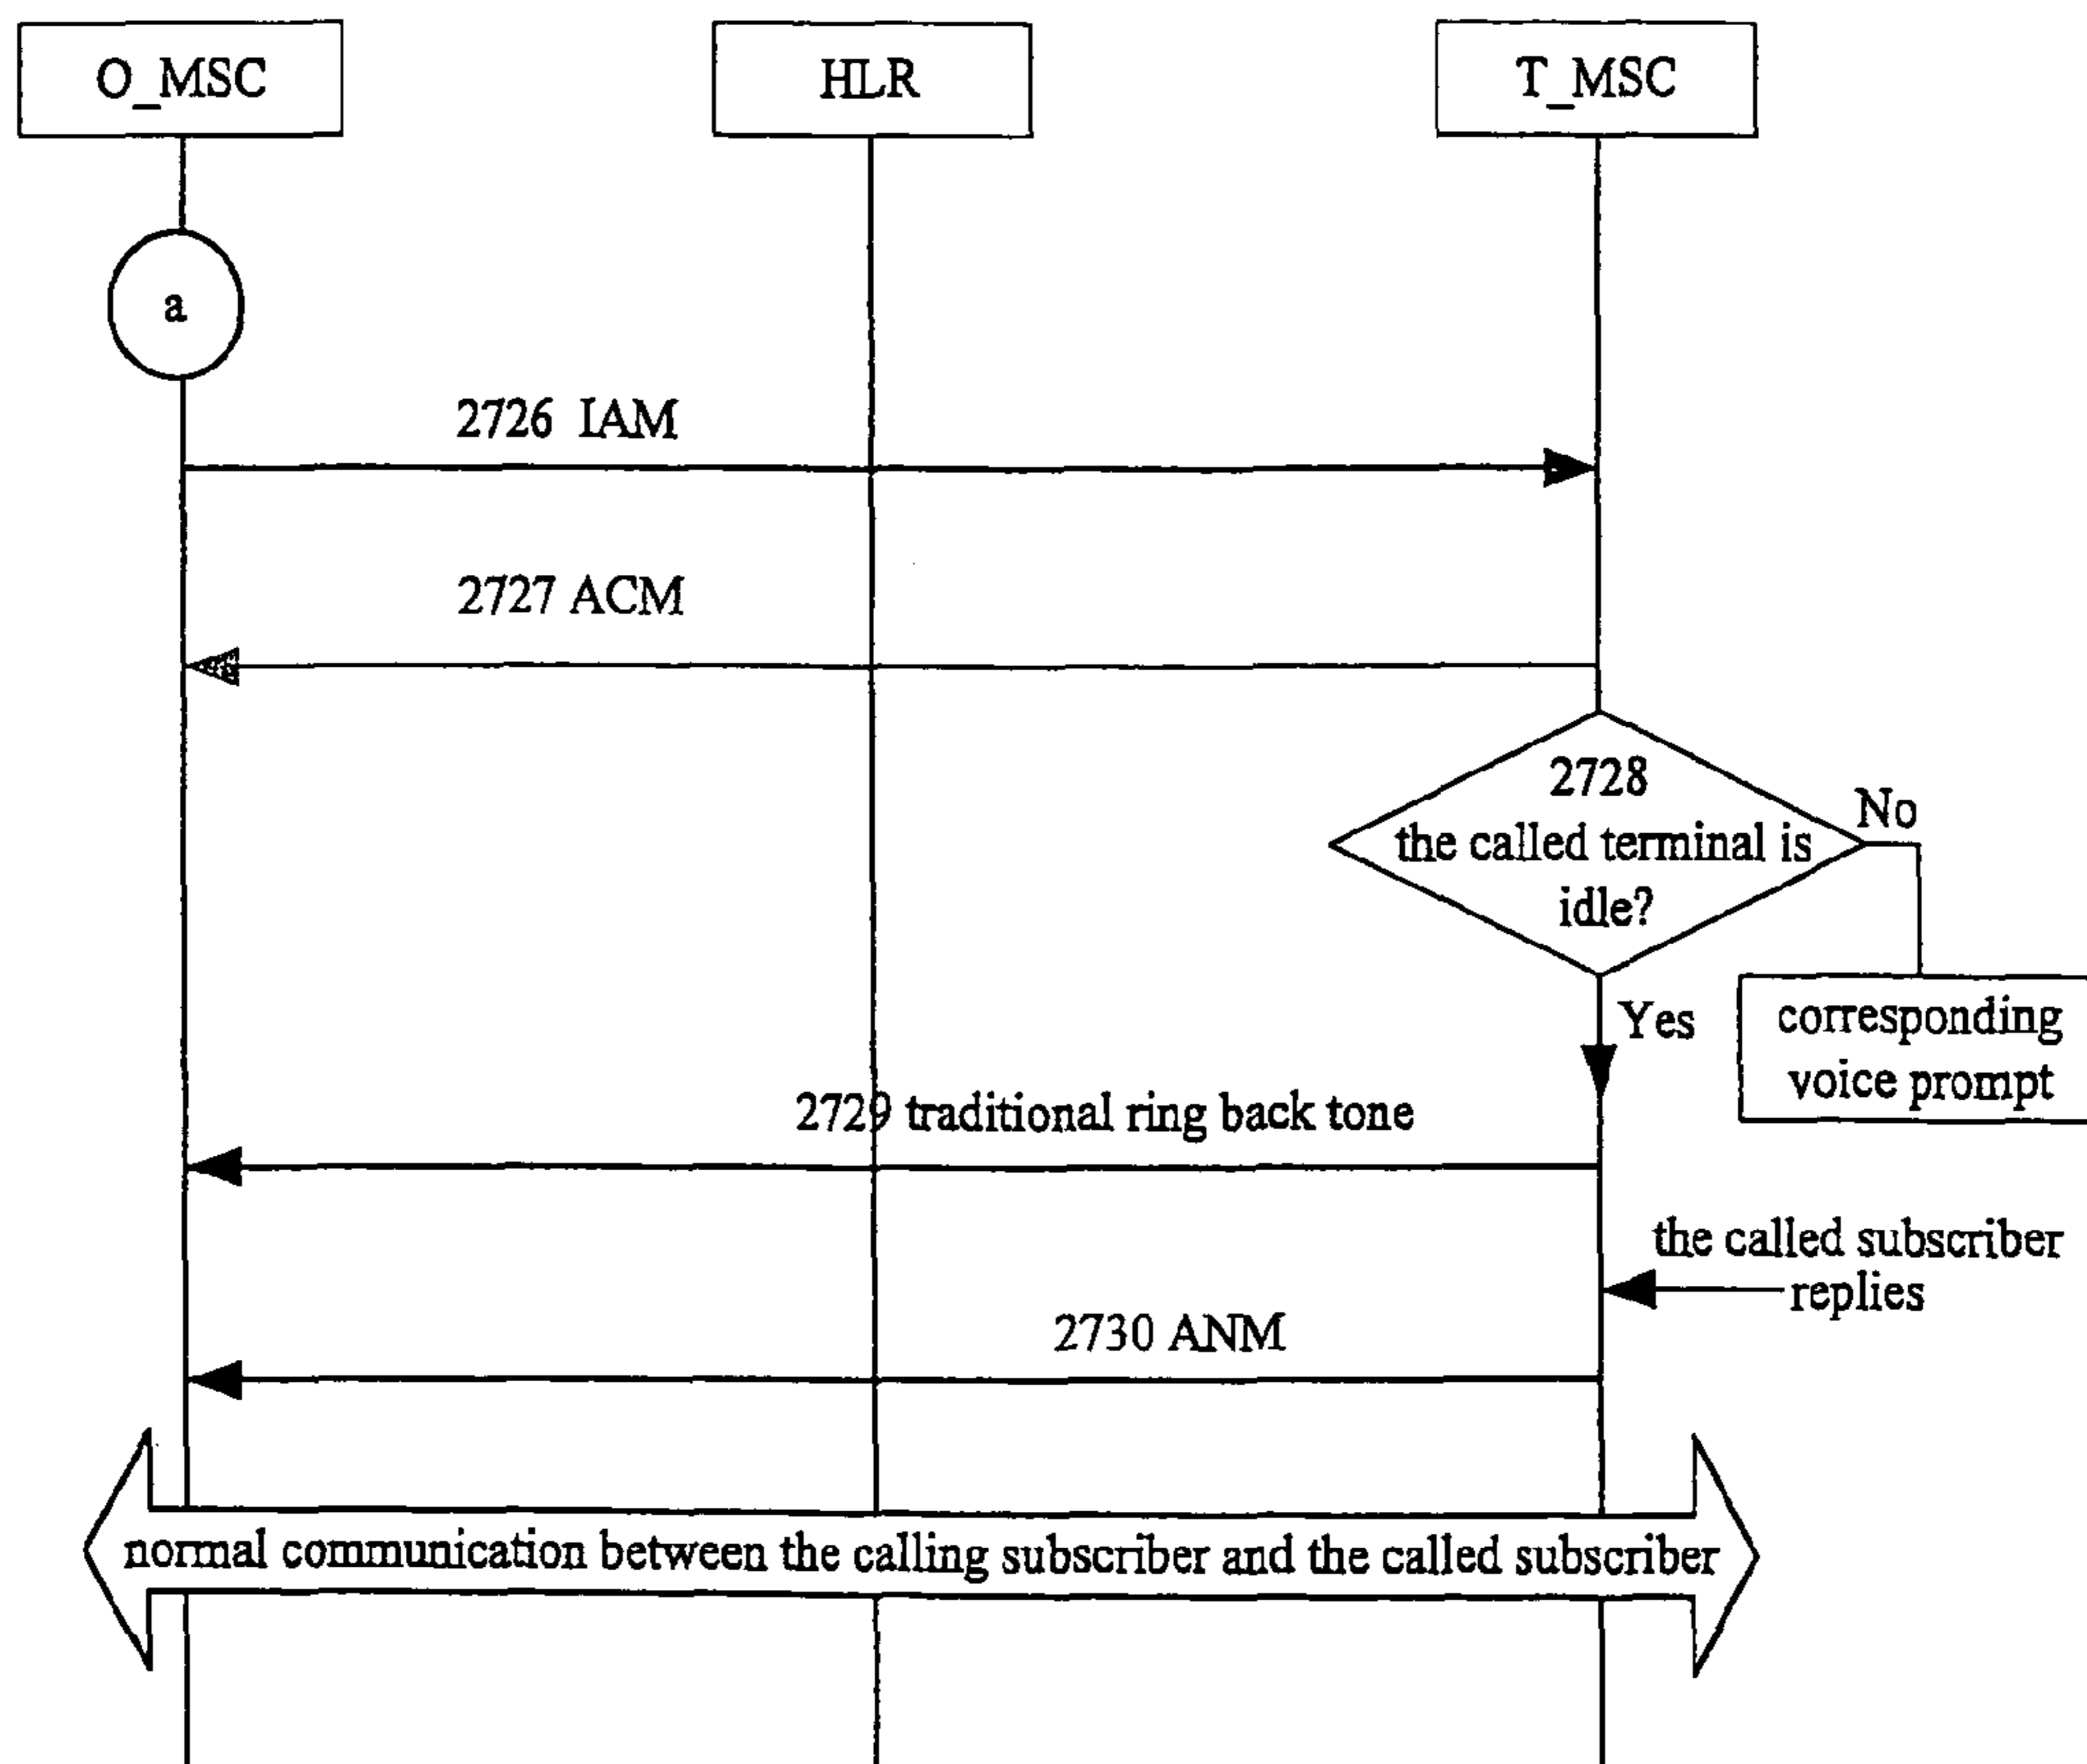 O_MSC
HLR
T_MSC
a
2726 IAM
2727 ACM
2728
the called terminal is
idle?
No
Yes
corresponding
voice prompt
2729 traditional ring back tone
the called subscriber
replies
2730 ANM
normal communication between the calling subscriber and the called subscriber